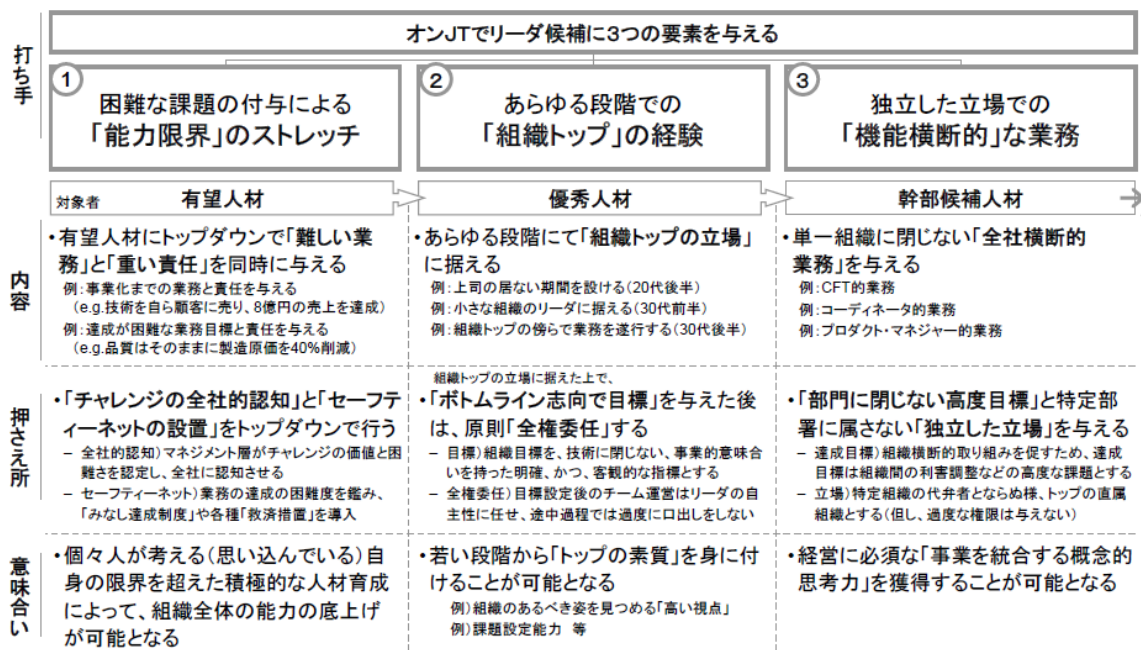 打ち手
オンJTでリーダ候補に3つの要素を与える
1
困難な課題の付与による
「能力限界」のストレッチ
2
あらゆる段階での
「組織トップ」の経験
3
独立した立場での
「機能横断的」な業務
対象者
有望人材
優秀人材
幹部候補人材
内容
・有望人材にトップダウンで「難しい業
務」と「重い責任」を同時に与える
例:事業化までの業務と責任を与える
(e.g.技術を自ら顧客に売り、8億円の売上を達成)
例:達成が困難な業務目標と責任を与える
(e.g.品質はそのままに製造原価を40%削減)
・あらゆる段階にて「組織トップの立場」
に据える
例:上司の居ない期間を設ける(20代後半)
例:小さな組織のリーダに据える(30代前半)
例:組織トップの傍らで業務を遂行する(30代後半)
・単一組織に閉じない「全社横断的
業務」を与える
例:CFT的業務
例:コーディネータ的業務
例:プロダクト・マネジャー的業務
押さえ所
・「チャレンジの全社的認知」と「セーフ
ティーネットの設置」をトップダウンで行う
– 全社的認知)マネジメント層がチャレンジの価値と困
難さを認定し、全社に認知させる
– セーフティーネット)業務の達成の困難度を鑑み、
「みなし達成制度」や各種「救済措置」を導入
組織トップの立場に据えた上で、
・「ボトムライン志向で目標」を与えた後
は、原則「全権委任」する
– 目標)組織目標を、技術に閉じない、事業的意味合
いを持った明確、かつ、客観的な指標とする
– 全権委任)目標設定後のチーム運営はリーダの自
主性に任せ、途中過程では過度に口出しをしない
・「部門に閉じない高度目標」と特定部
署に属さない「独立した立場」を与える
– 達成目標)組織横断的取り組みを促すため、達成
目標は組織間の利害調整などの高度な課題とする
– 立場)特定組織の代弁者とならぬ様、トップの直属
組織とする(但し、過度な権限は与えない)
意味合い
・個々人が考える(思い込んでいる)自
身の限界を超えた積極的な人材育成
によって、組織全体の能力の底上げ
が可能となる
・若い段階から「トップの素質」を身に付
けることが可能となる
例)組織のあるべき姿を見つめる「高い視点」
例)課題設定能力 等
・経営に必須な「事業を統合する概念的
思考力」を獲得することが可能となる